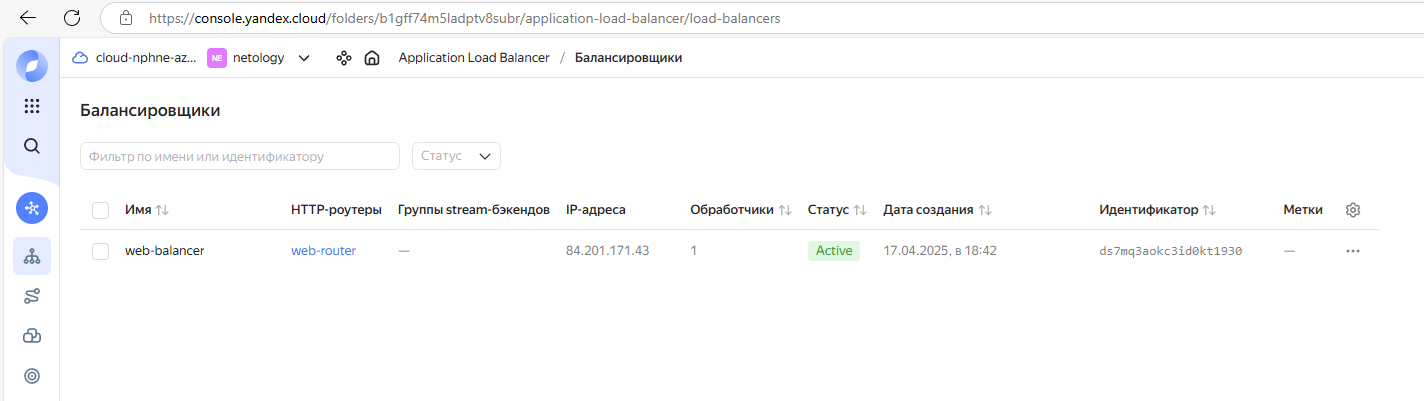 https://console.yandex.cloud/folders/b1gff74m5ladptv8subr/application-load-balancer/load-balancers
cloud-nphne-az... NE netology Application Load Balancer / Балансировщики
Балансировщики
Фильтр по имени или идентификатору Статус
Имя HTTP-роутеры Группы stream-бэкендов IP-адреса Обработчики Статус Дата создания Идентификатор Метки
web-balancer web-router — 84.201.171.43 1 Active 17.04.2025, в 18:42 ds7mq3aokc3id0kt1930 —